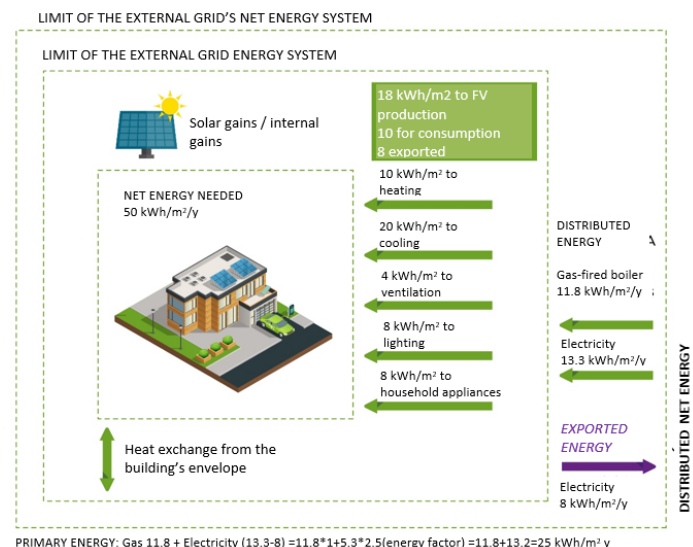 LIMIT OF THE EXTERNAL GRID'S NET ENERGY SYSTEM
LIMIT OF THE EXTERNAL GRID ENERGY SYSTEM
Solar gains / internal
gains
18 kWh/m2 to FV
production
10 for consumption
8 exported
NET ENERGY NEEDED
50 kWh/m²/y
10 kWh/m² to
heating
20 kWh/m² to
cooling
4 kWh/m² to
ventilation
8 kWh/m² to
lighting
8 kWh/m² to
household appliances
DISTRIBUTED
ENERGY
Gas-fired boiler
11.8 kWh/m²/y
Electricity
13.3 kWh/m²/y
EXPORTED
ENERGY
Electricity
8 kWh/m²/y
DISTRIBUTED NET ENERGY
Heat exchange from the
building's envelope
PRIMARY ENERGY: Gas 11.8 + Electricity (13.3-8) =11.8*1+5.3*2.5(energy factor) =11.8+13.2=25 kWh/m² y